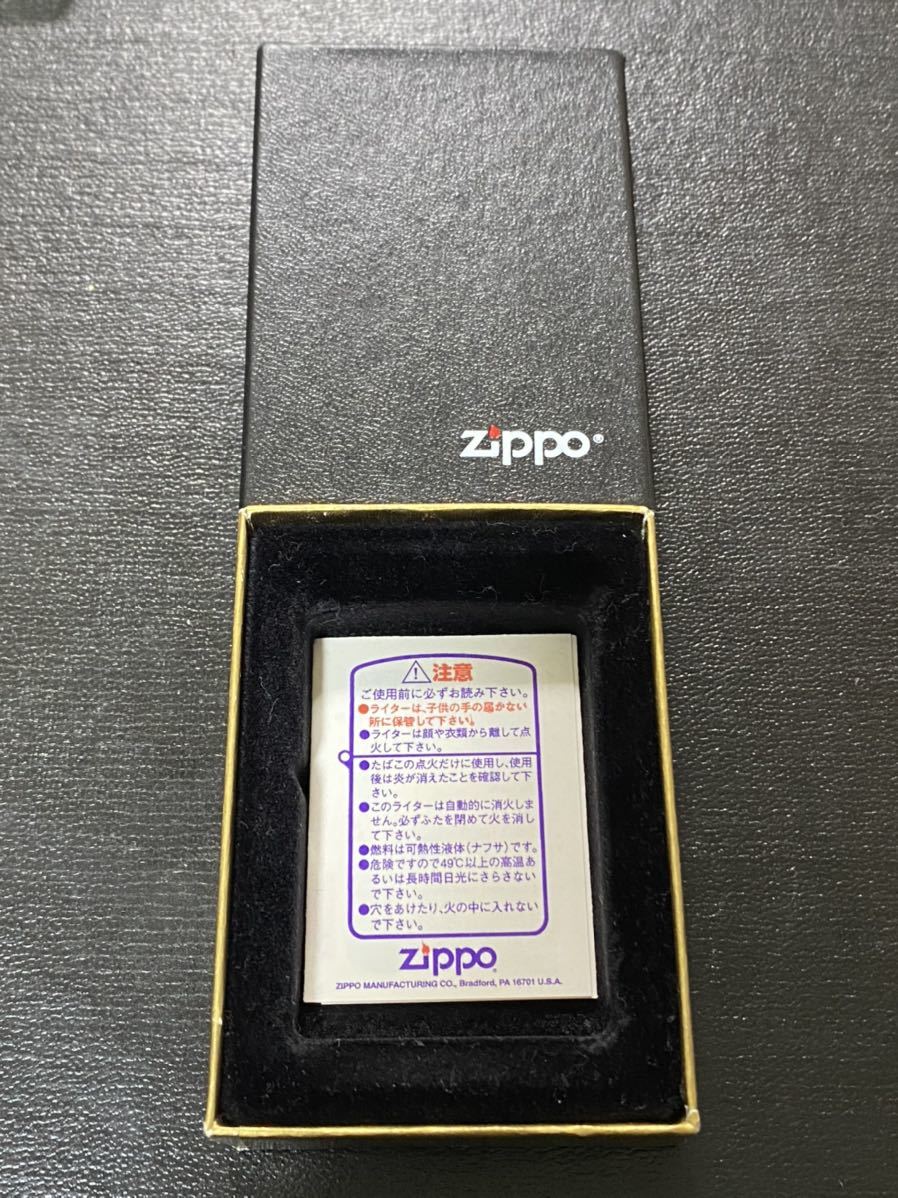 zippo®
注意
ご使用前に必ずお読み下さい。
●ライターは、子供の手の届かない
所に保管して下さい。
●ライターは顔や衣類から離して点
火して下さい。
●たばこの点火だけに使用し、使用
後は炎が消えたことを確認して下
さい。
●このライターは自動的に消火しま
せん。必ずふたを閉めて火を消し
て下さい。
●燃料は可熱性液体(ナフサ)です。
●危険ですので49℃以上の高温あ
るいは長時間日光にさらさない
で下さい。
●穴をあけたり、火の中に入れない
で下さい。
zippo®
ZIPPO MANUFACTURING CO., Bradford, PA 16701 U.S.A.